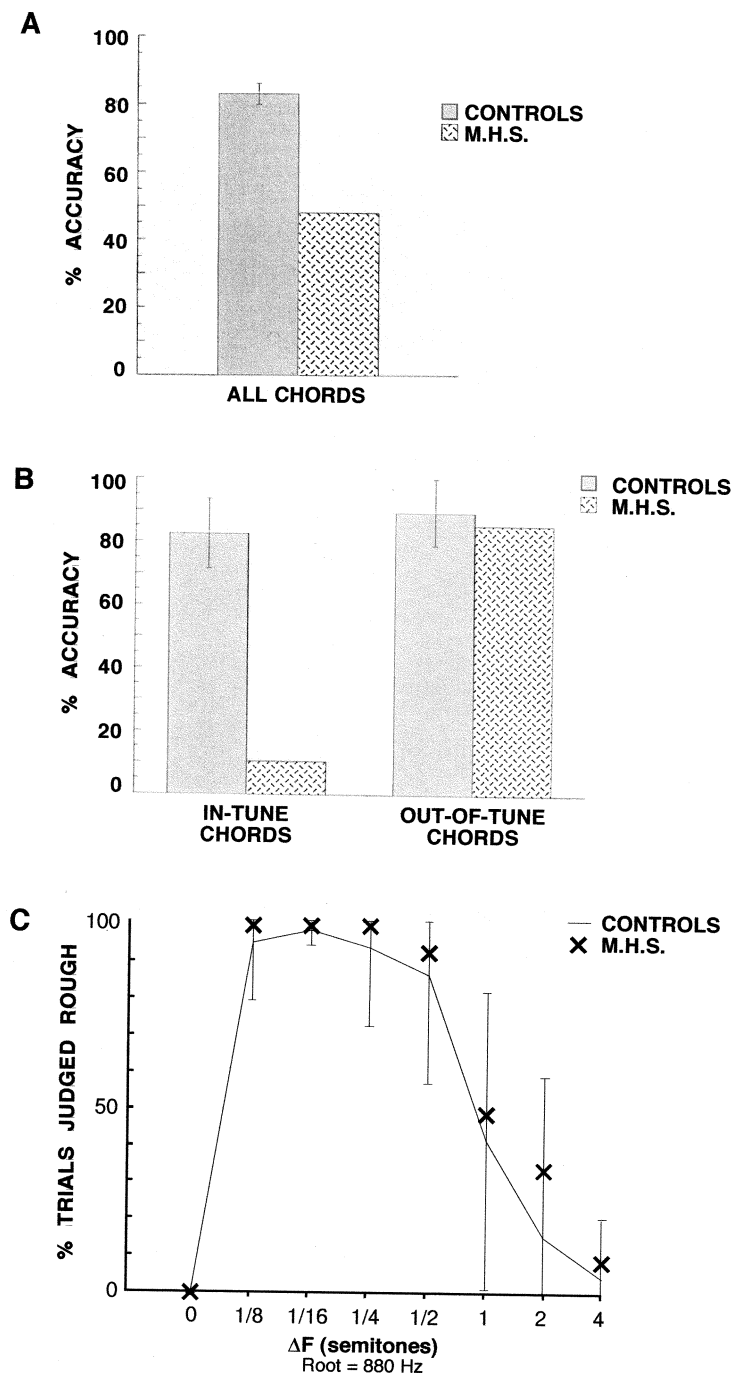 A
100
80
60
40
20
0
% ACCURACY
CONTROLS
M.H.S.
ALL CHORDS
B
100
80
60
40
20
0
% ACCURACY
CONTROLS
M.H.S.
IN-TUNE
CHORDS
OUT-OF-TUNE
CHORDS
C
100
50
0
% TRIALS JUDGED ROUGH
CONTROLS
M.H.S.
0 1/8 1/16 1/4 1/2 1 2 4
ΔF (semitones)
Root = 880 Hz